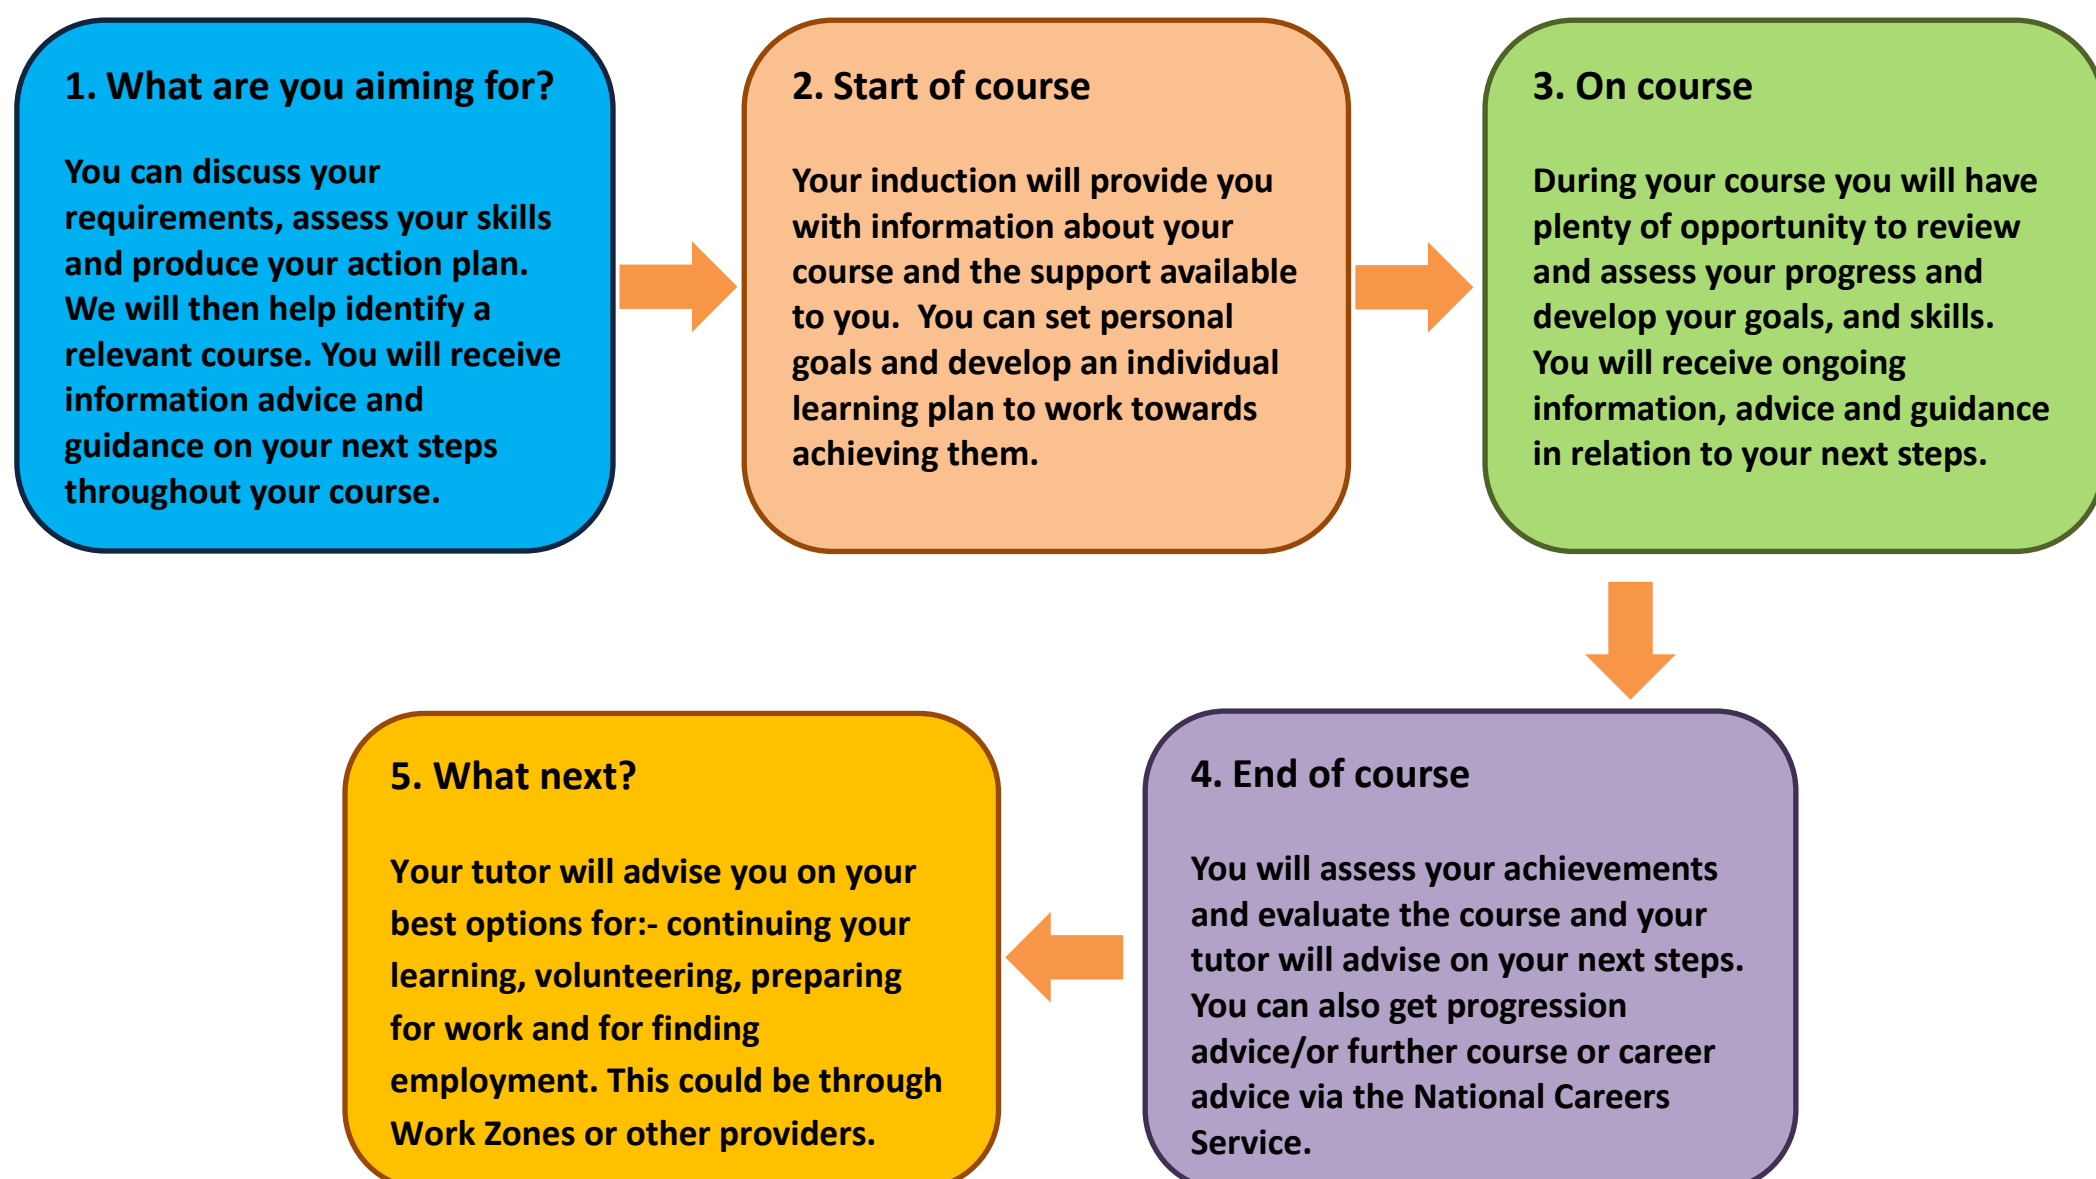 1. What are you aiming for?
You can discuss your
requirements, assess your skills
and produce your action plan.
We will then help identify a
relevant course. You will receive
information advice and
guidance on your next steps
throughout your course.
2. Start of course
Your induction will provide you
with information about your
course and the support available
to you.  You can set personal
goals and develop an individual
learning plan to work towards
achieving them.
3. On course
During your course you will have
plenty of opportunity to review
and assess your progress and
develop your goals, and skills.
You will receive ongoing
information, advice and guidance
in relation to your next steps.
4. End of course
You will assess your achievements
and evaluate the course and your
tutor will advise on your next steps.
You can also get progression
advice/or further course or career
advice via the National Careers
Service.
5. What next?
Your tutor will advise you on your
best options for:- continuing your
learning, volunteering, preparing
for work and for finding
employment. This could be through
Work Zones or other providers.